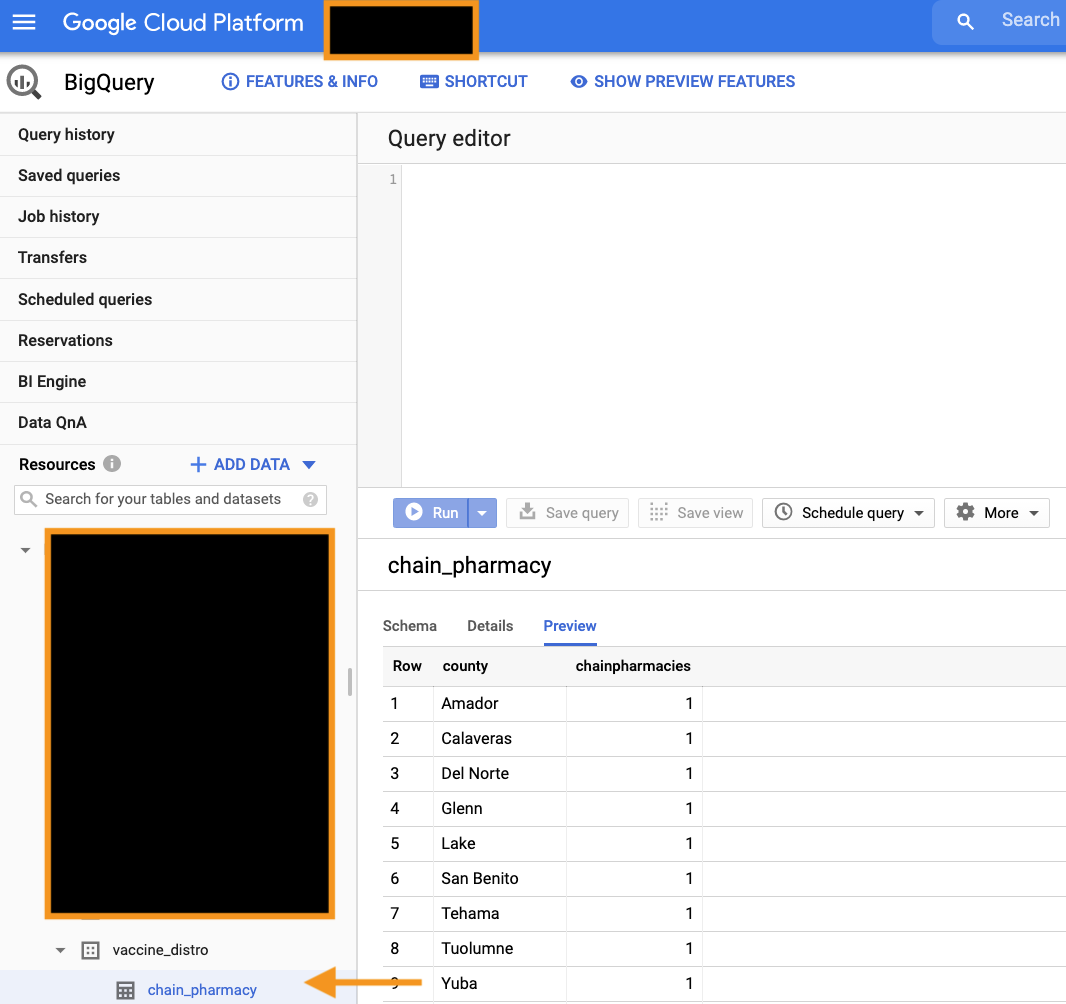 Google Cloud Platform
Search
BigQuery
FEATURES & INFO
SHORTCUT
SHOW PREVIEW FEATURES
Query history
Saved queries
Job history
Transfers
Scheduled queries
Reservations
BI Engine
Data QnA
Resources
ADD DATA
Search for your tables and datasets
vaccine_distro
chain_pharmacy
Query editor
1
Run
Save query
Save view
Schedule query
More
chain_pharmacy
Schema Details Preview
Row county chainpharmacies
1 Amador 1
2 Calaveras 1
3 Del Norte 1
4 Glenn 1
5 Lake 1
6 San Benito 1
7 Tehama 1
8 Tuolumne 1
9 Yuba 1